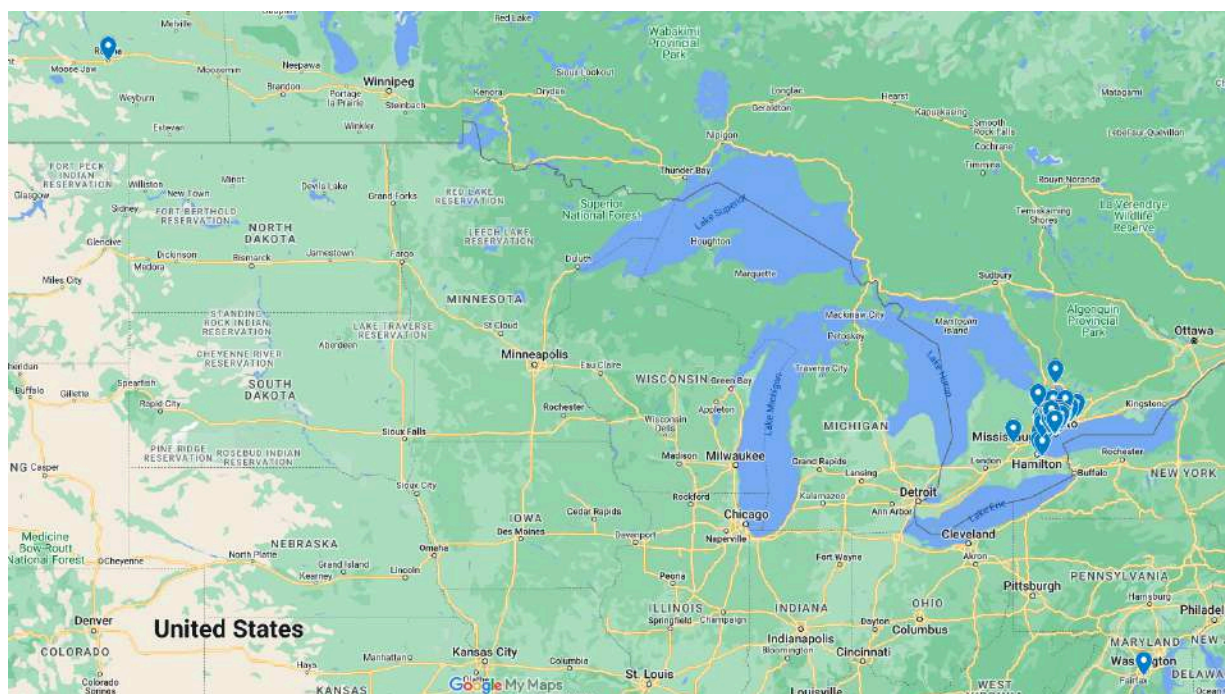 Melville
Red Lake
Wabakimi
Provincial
Park
Moose Jaw
Moosomin
Neepawa
Winnipeg
Sioux Lookout
Kenora
Dryden
Longlac
Geraldton
Hearst
Kapuskasing
Matagami
Weyburn
Brandon
Portage
la Prairie
Steinbach
Winkler
Estevan
Nipigon
Smooth
Rock Falls
Cochrane
Timmins
Lebel-sur-Quévillon
Rouyn-Noranda
FORT PECK
INDIAN
RESERVATION
Glasgow
Williston
New Town
Minot
Devils Lake
Grand Forks
RED LAKE
RESERVATION
Thunder Bay
Superior
National Forest
Lake Superior
Temiskaming
Shores
La Vérendrye
Wildlife
Reserve
Sidney
FORT BERTHOLD
RESERVATION
Glendive
NORTH
DAKOTA
LEECH LAKE
RESERVATION
Houghton
Dickinson
Medora
Bismarck
Jamestown
Fargo
Duluth
Marquette
Sudbury
Miles City
MINNESOTA
Algonquin
Provincial
Park
Ottawa
STANDING
ROCK INDIAN
RESERVATION
LAKE TRAVERSE
RESERVATION
St Cloud
Mackinaw City
Manitoulin
Island
Petoskey
Aberdeen
CHEYENNE RIVER
RESERVATION
Minneapolis
Eau Claire
WISCONSIN
Green Bay
Traverse City
Lake Huron
Sheridan
Buffalo
Gillette
Spearfish
Rapid City
SOUTH
DAKOTA
Rochester
Appleton
Lake Michigan
Kingston
Wisconsin
Dells
Sioux Falls
MICHIGAN
PINE RIDGE
RESERVATION
ROSEBUD INDIAN
RESERVATION
Casper
Madison
Milwaukee
Grand Rapids
Lansing
London
Hamilton
Rochester
Buffalo
NEW YORK
Sioux City
Rockford
Kalamazoo
Detroit
Ann Arbor
Lake Erie
IOWA
Cedar Rapids
Chicago
Naperville
Medicine
Bow-Routt
National Forest
Cheyenne
North Platte
NEBRASKA
Grand Island
Kearney
Lincoln
Omaha
Des Moines
Davenport
Fort Wayne
Cleveland
Akron
Peoria
PENNSYLVANIA
Pittsburgh
Harrisburg
ILLINOIS
Springfield
Champaign
INDIANA
Indianapolis
Bloomington
OHIO
Columbus
Dayton
Cincinnati
Denver
COLORADO
Colorado
Springs
United States
Hays
Manhattan
KANSAS
Kansas City
Olathe
Columbia
St. Louis
Louisville
WEST
MARYLAND
Washington
Fairfax
Google My Maps